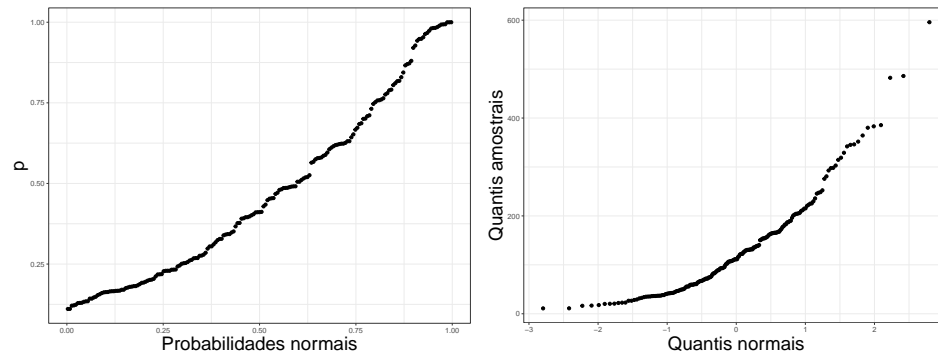 p
1.00
0.75
0.50
0.25
0.00 0.25 0.50 0.75 1.00
Probabilidades normais
Quantis amostrais
600
400
200
0
−3 −2 −1 0 1 2
Quantis normais